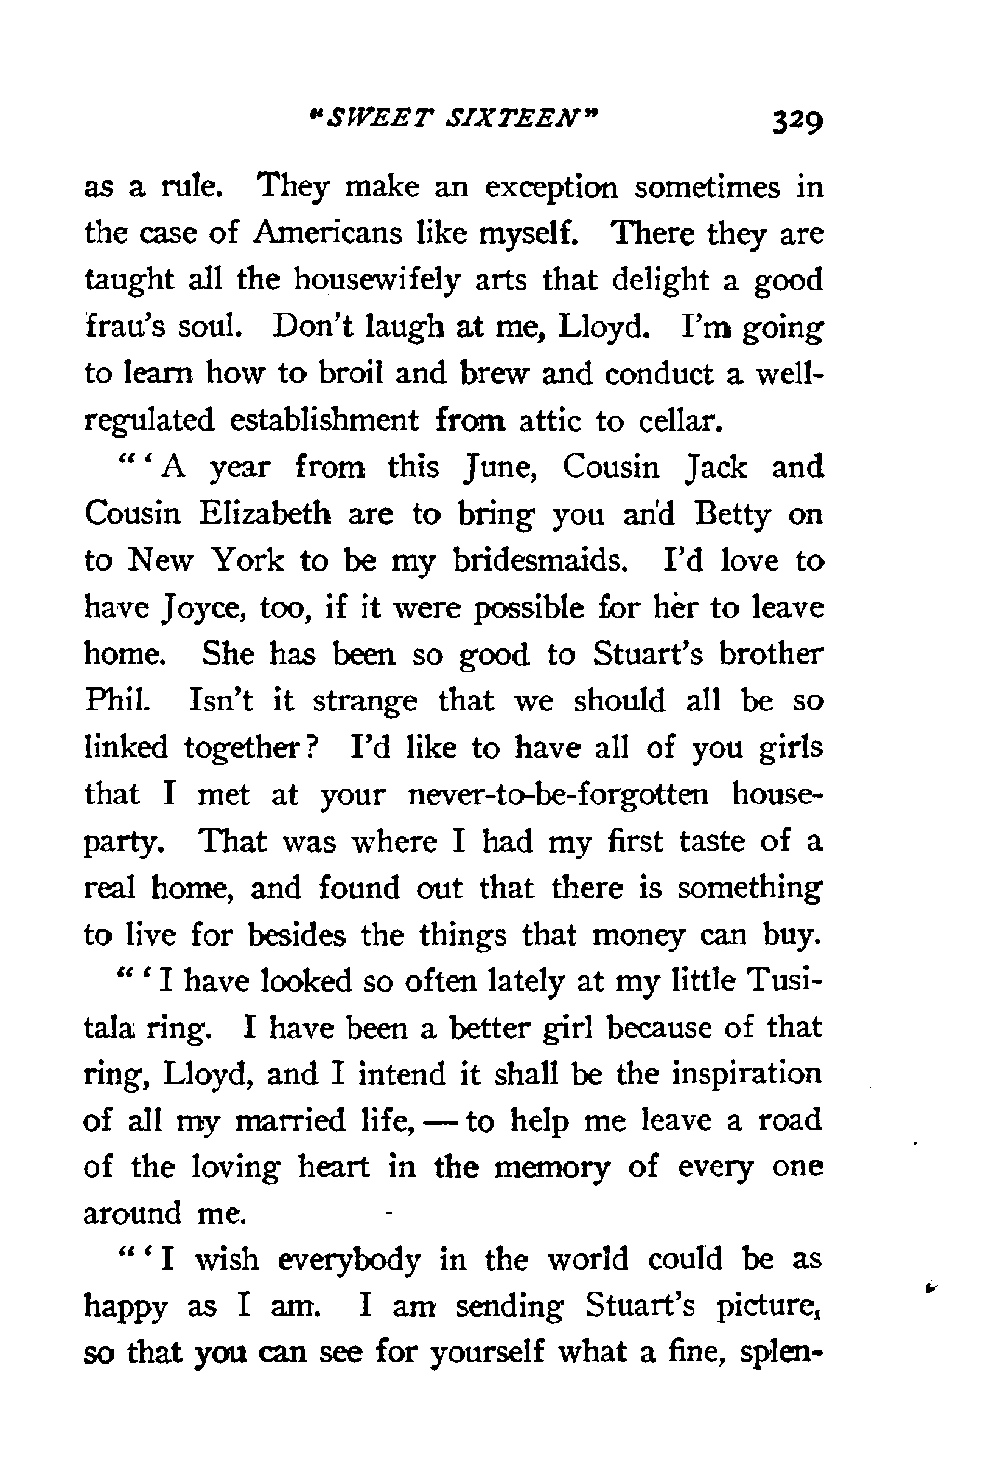 "SWEET SIXTEEN" 329
as a rule. They make an exception sometimes in
the case of Americans like myself. There they are
taught all the housewifely arts that delight a good
frau's soul. Don't laugh at me, Lloyd. I'm going
to learn how to broil and brew and conduct a well-
regulated establishment from attic to cellar.
"'A year from this June, Cousin Jack and
Cousin Elizabeth are to bring you and Betty on
to New York to be my bridesmaids. I'd love to
have Joyce, too, if it were possible for her to leave
home. She has been so good to Stuart's brother
Phil. Isn't it strange that we should all be so
linked together? I'd like to have all of you girls
that I met at your never-to-be-forgotten house-
party. That was where I had my first taste of a
real home, and found out that there is something
to live for besides the things that money can buy.
"'I have looked so often lately at my little Tusi-
tala ring. I have been a better girl because of that
ring, Lloyd, and I intend it shall be the inspiration
of all my married life, — to help me leave a road
of the loving heart in the memory of every one
around me.
"'I wish everybody in the world could be as
happy as I am. I am sending Stuart's picture,
so that you can see for yourself what a fine, splen-